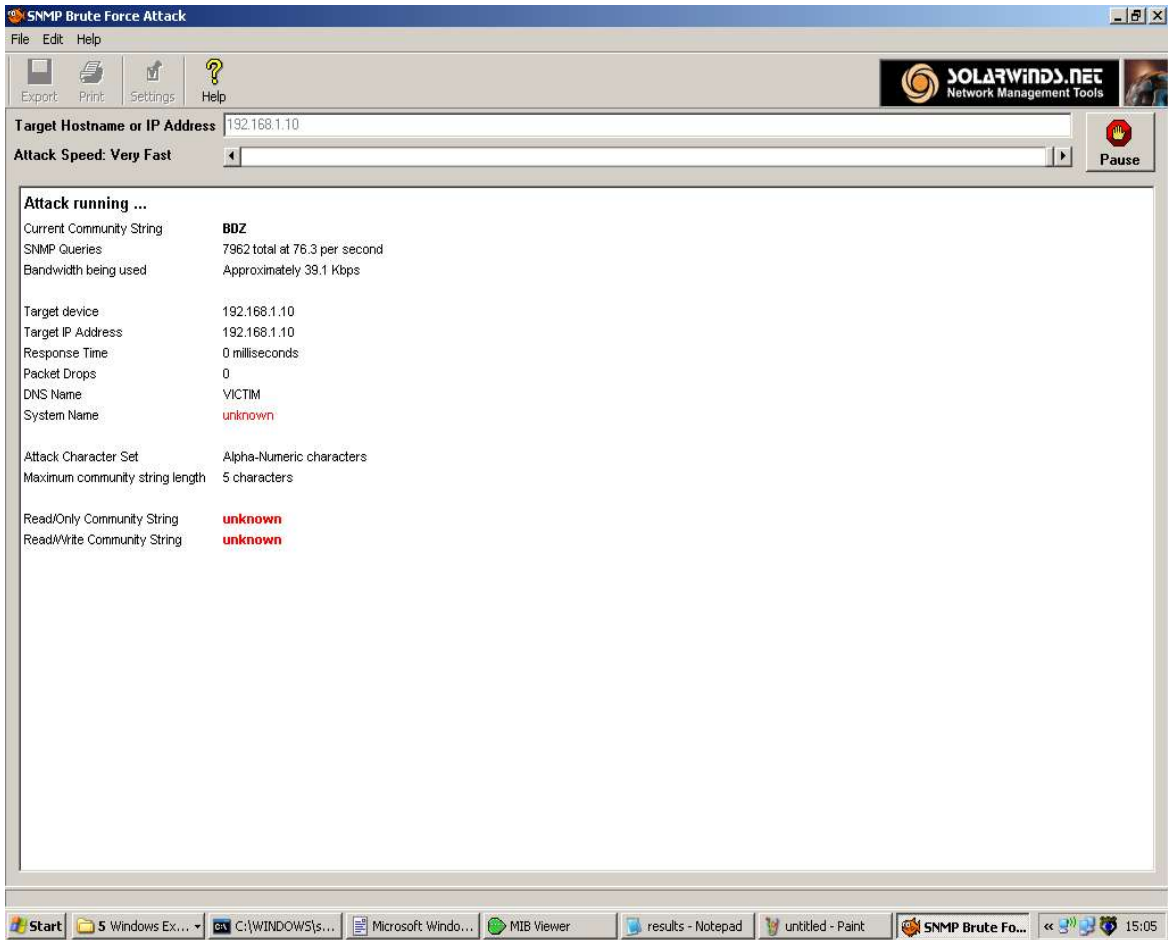 SNMP Brute Force Attack
File Edit Help
Export Print Settings Help
SOLARWINDS.NET
Network Management Tools
Target Hostname or IP Address 192.168.1.10
Attack Speed: Very Fast
Pause
Attack running ...
Current Community String BDZ
SNMP Queries 7962 total at 76.3 per second
Bandwidth being used Approximately 39.1 Kbps
Target device 192.168.1.10
Target IP Address 192.168.1.10
Response Time 0 milliseconds
Packet Drops 0
DNS Name VICTIM
System Name unknown
Attack Character Set Alpha-Numeric characters
Maximum community string length 5 characters
Read/Only Community String unknown
Read/Write Community String unknown
Start 5 Windows Ex... C:\WINDOWS\s... Microsoft Windo... MIB Viewer results - Notepad untitled - Paint SNMP Brute Fo... « 15:05